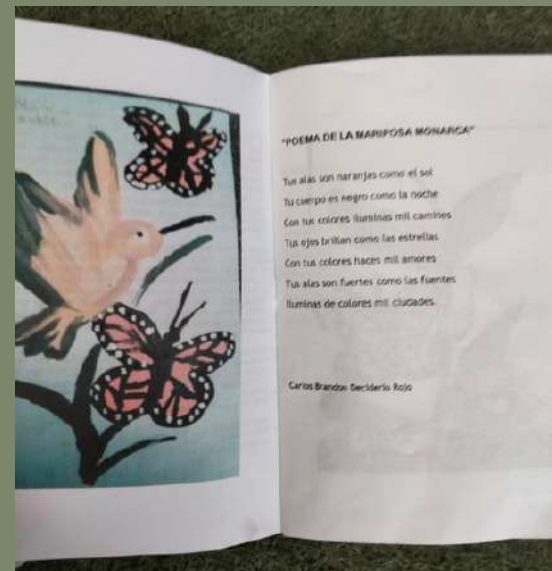 "POEMA DE LA MARIPOSA MONARCA"
Tus alas son naranjas como el sol
Tu cuerpo es negro como la noche
Con tus colores iluminas mil caminos
Tus ojos brillan como las estrellas
Con tus colores haces mil amores
Tus alas son fuertes como las fuentes
Iluminas de colores mil ciudades.
Carlos Brandon Deciderio Rojo